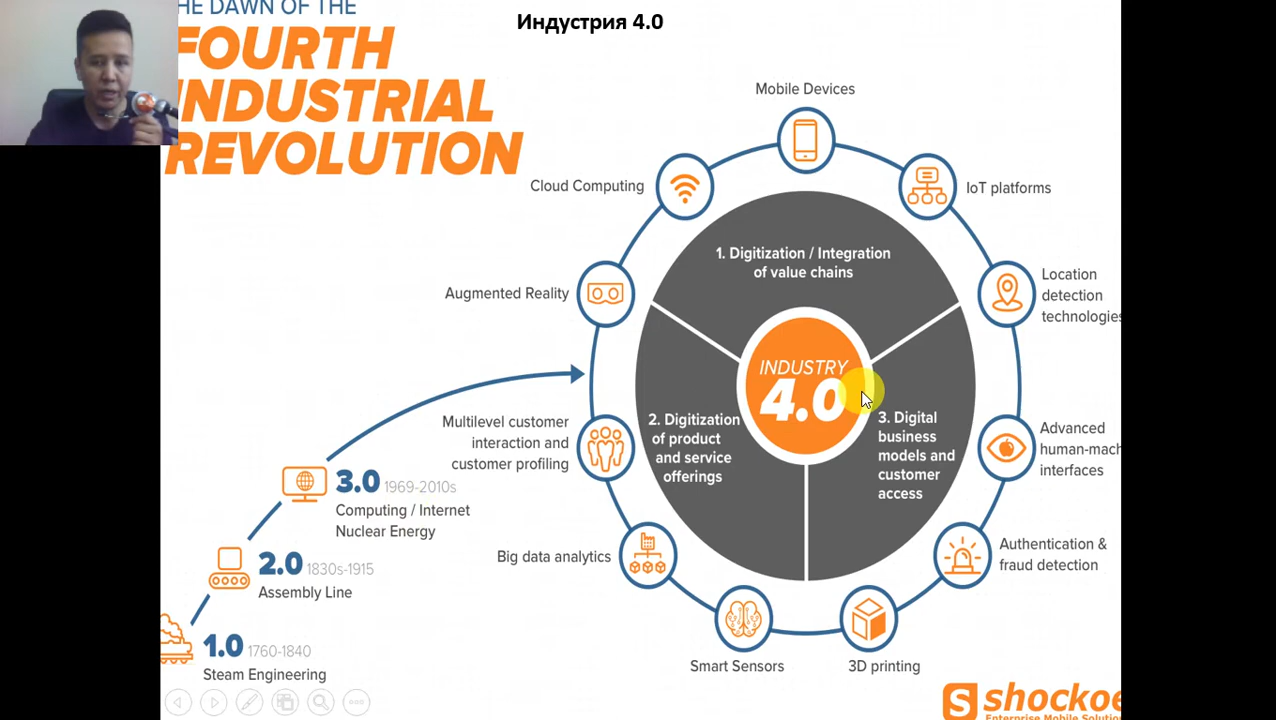 HE DAWN OF THE
FOURTH
INDUSTRIAL
REVOLUTION
Индустрия 4.0
Mobile Devices
Cloud Computing
IoT platforms
1. Digitization / Integration
of value chains
Augmented Reality
Location
detection
technologies
INDUSTRY
4.0
2. Digitization
of product
and service
offerings
3. Digital
business
models and
customer
access
Multilevel customer
interaction and
customer profiling
Advanced
human-mach
interfaces
3.0 1969-2010s
Computing / Internet
Nuclear Energy
Big data analytics
Authentication &
fraud detection
2.0 1830s-1915
Assembly Line
1.0 1760-1840
Steam Engineering
Smart Sensors
3D printing
S shockoe
Enterprise Mobile Solution